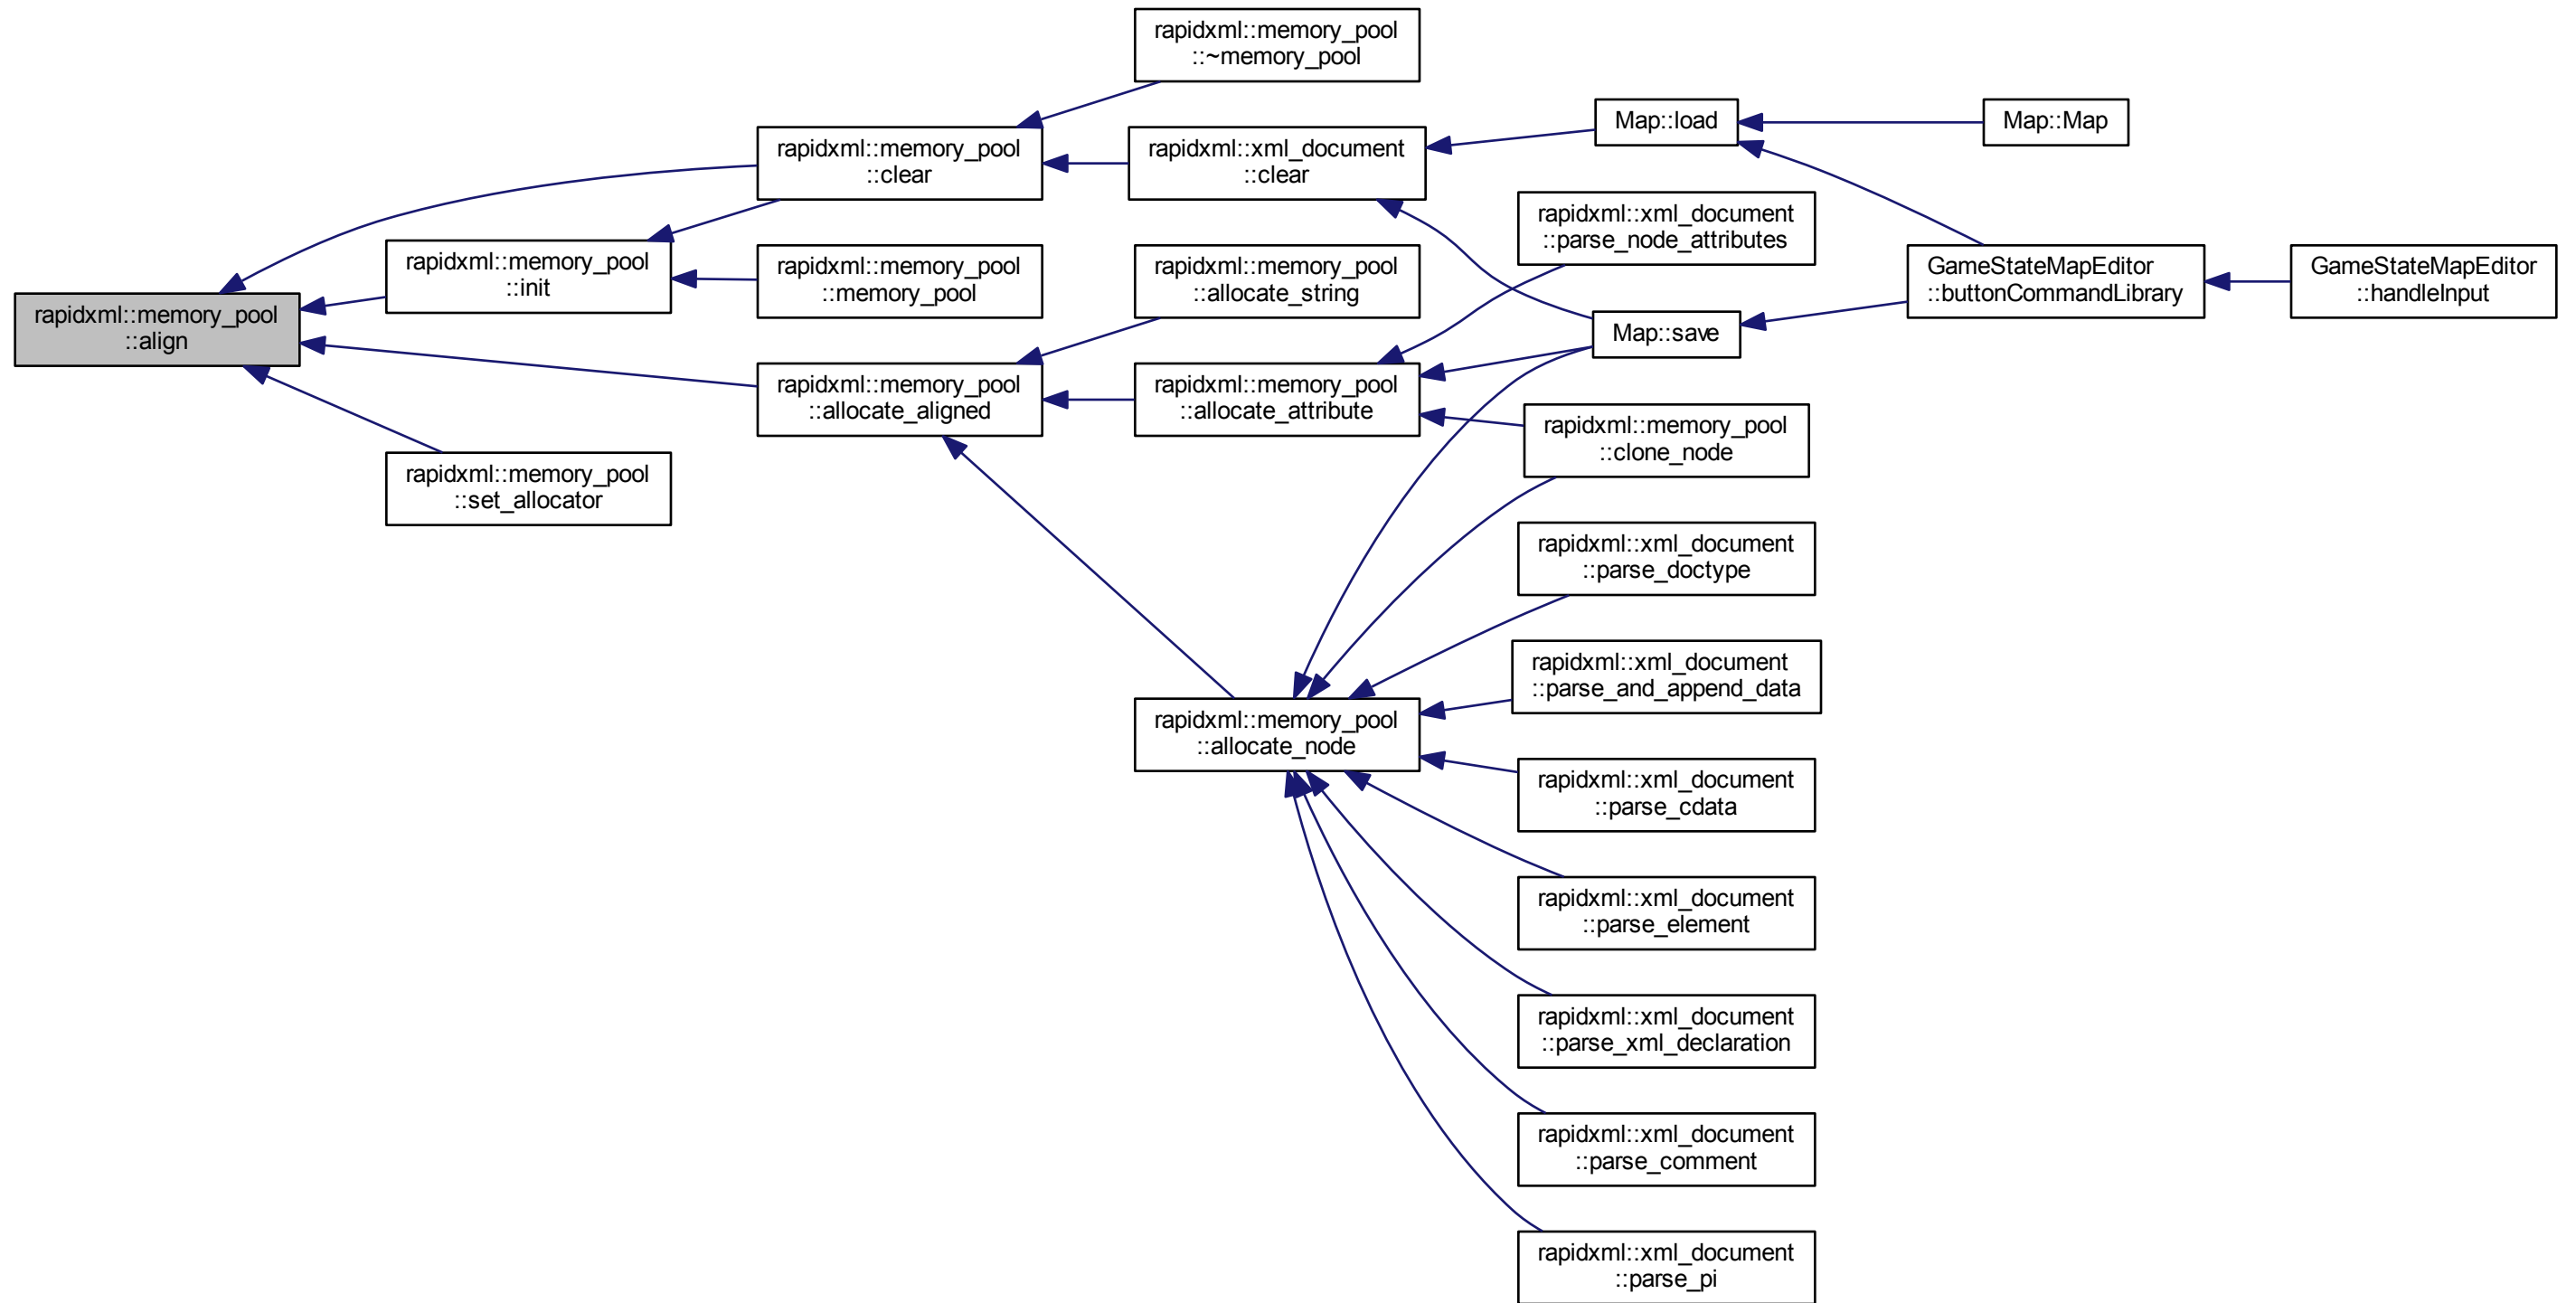 rapidxml::memory_pool
::~memory_pool
Map::load
Map::Map
rapidxml::memory_pool
::clear
rapidxml::xml_document
::clear
rapidxml::xml_document
::parse_node_attributes
rapidxml::memory_pool
::init
rapidxml::memory_pool
::memory_pool
rapidxml::memory_pool
::allocate_string
GameStateMapEditor
::buttonCommandLibrary
GameStateMapEditor
::handleInput
rapidxml::memory_pool
::align
Map::save
rapidxml::memory_pool
::allocate_aligned
rapidxml::memory_pool
::allocate_attribute
rapidxml::memory_pool
::clone_node
rapidxml::memory_pool
::set_allocator
rapidxml::xml_document
::parse_doctype
rapidxml::xml_document
::parse_and_append_data
rapidxml::memory_pool
::allocate_node
rapidxml::xml_document
::parse_cdata
rapidxml::xml_document
::parse_element
rapidxml::xml_document
::parse_xml_declaration
rapidxml::xml_document
::parse_comment
rapidxml::xml_document
::parse_pi